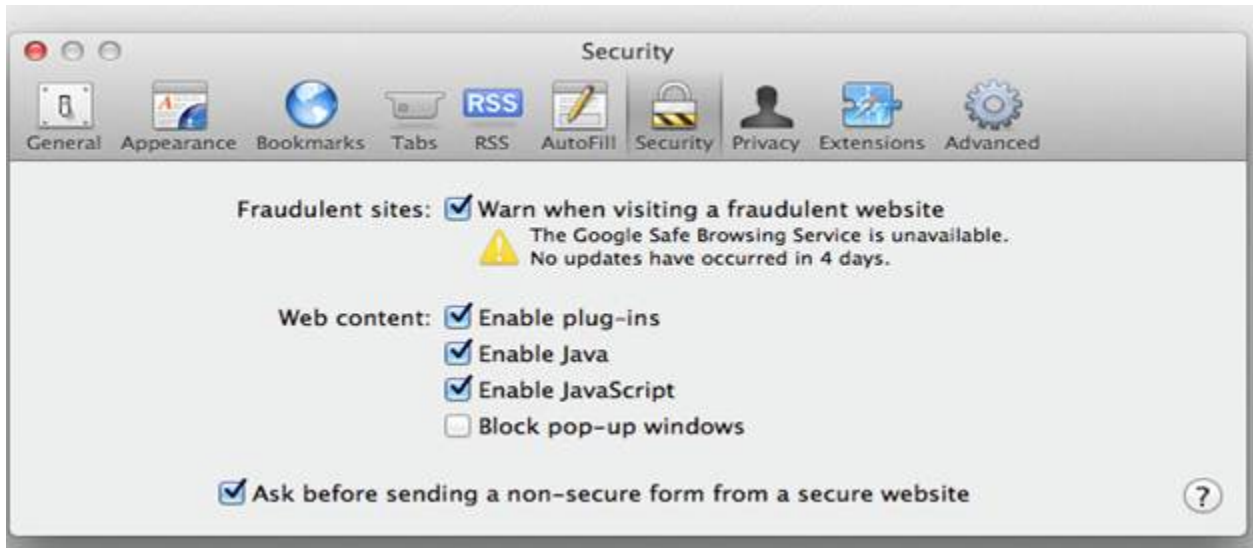 Security
General Appearance Bookmarks Tabs RSS AutoFill Security Privacy Extensions Advanced
Fraudulent sites: Warn when visiting a fraudulent website
The Google Safe Browsing Service is unavailable.
No updates have occurred in 4 days.
Web content: Enable plug-ins
Enable Java
Enable JavaScript
Block pop-up windows
Ask before sending a non-secure form from a secure website
?